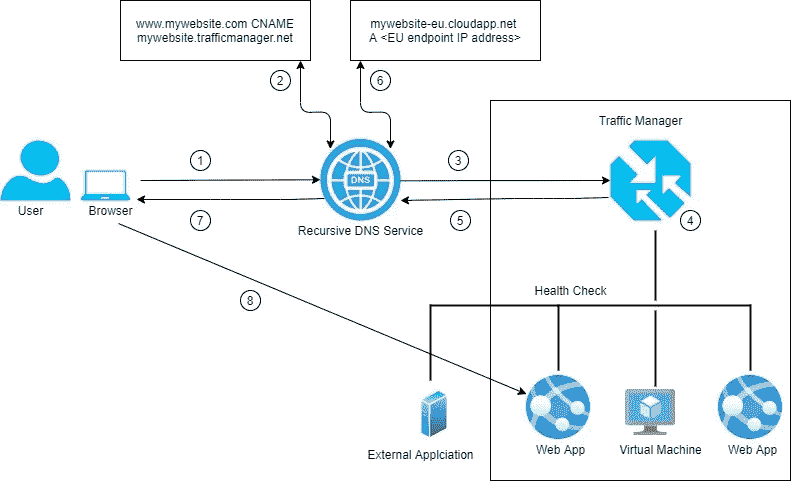 www.mywebsite.com CNAME
mywebsite.trafficmanager.net
mywebsite-eu.cloudapp.net
A <EU endpoint IP address>
2
6
Traffic Manager
1
DNS
3
User
Browser
7
Recursive DNS Service
5
4
8
Health Check
External Applciation
Web App
Virtual Machine
Web App